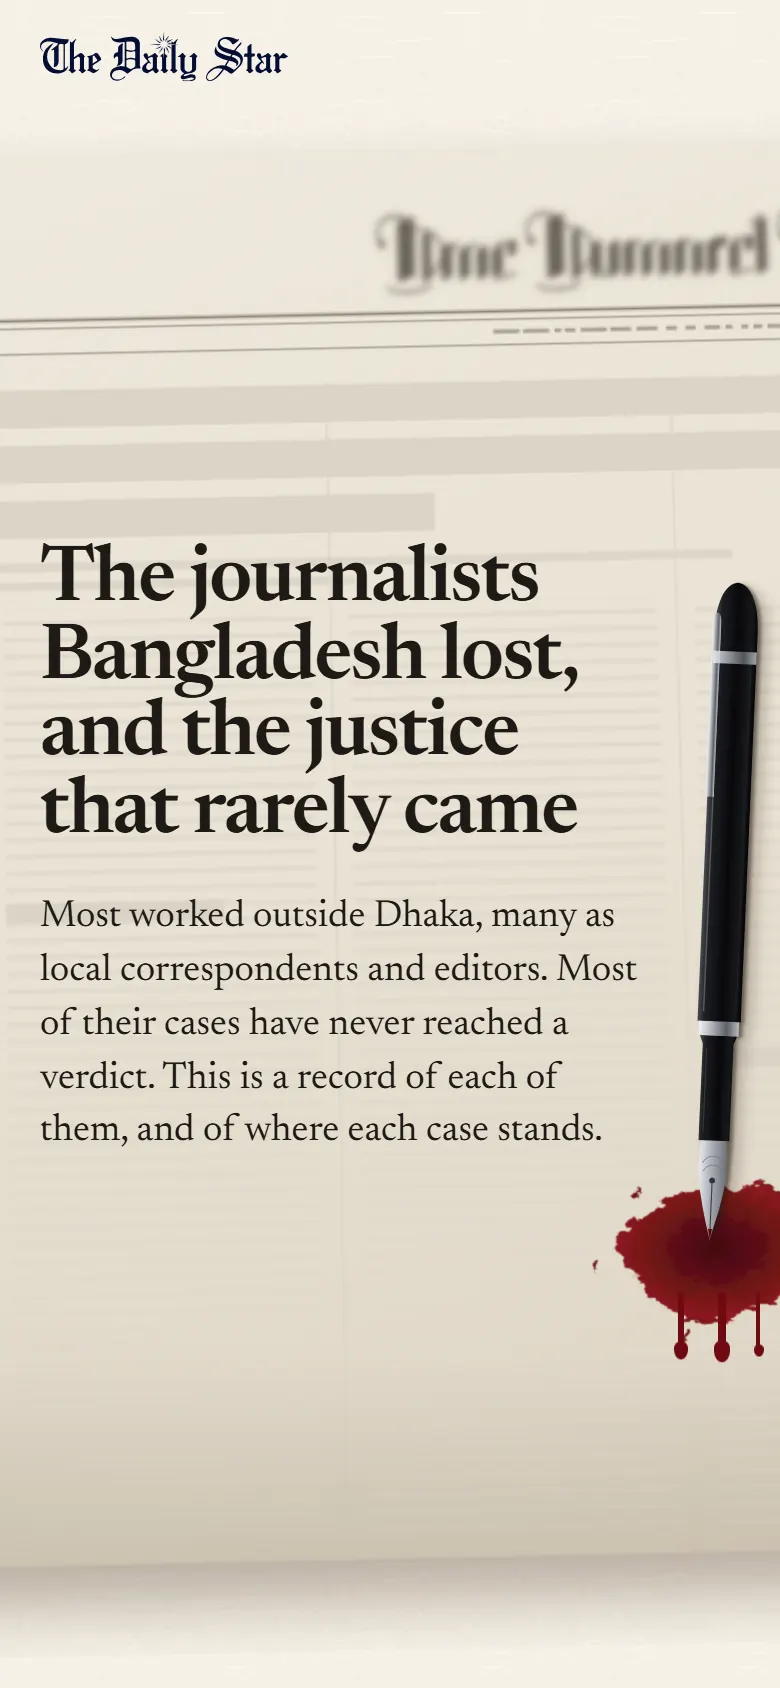 The Daily Star
The journalists
Bangladesh lost,
and the justice
that rarely came
Most worked outside Dhaka, many as
local correspondents and editors. Most
of their cases have never reached a
verdict. This is a record of each of
them, and of where each case stands.